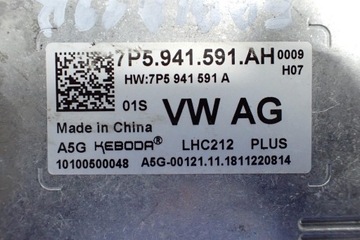 7P5.941.591.AH 0009
HW:7P5 941 591 A H07
01S VW AG
Made in China
A5G KEBODA® LHC212 PLUS
10100500048 A5G-00121.11.1811220814